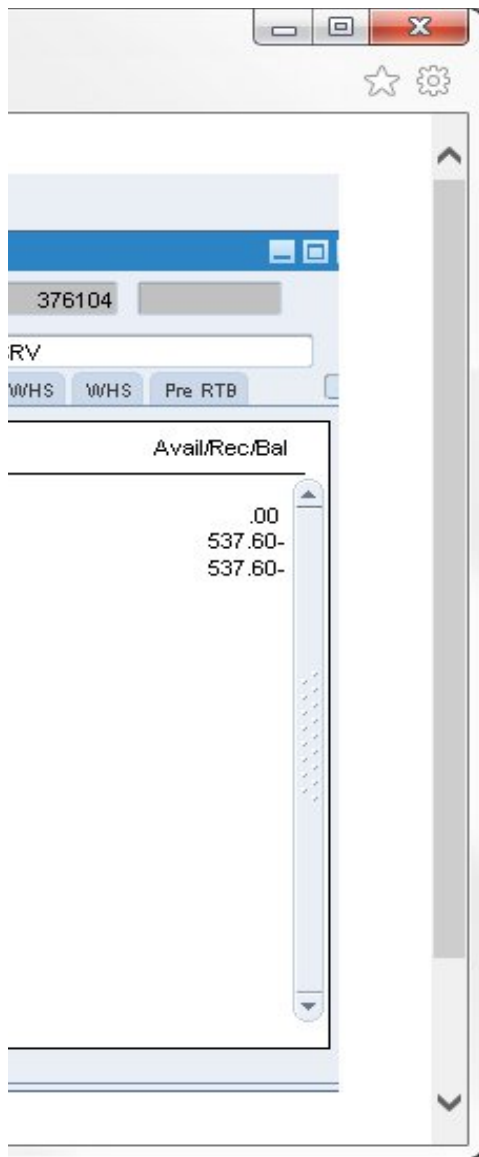 376104
RV
WHS WHS Pre RTB
Avail/Rec/Bal
.00
537.60-
537.60-